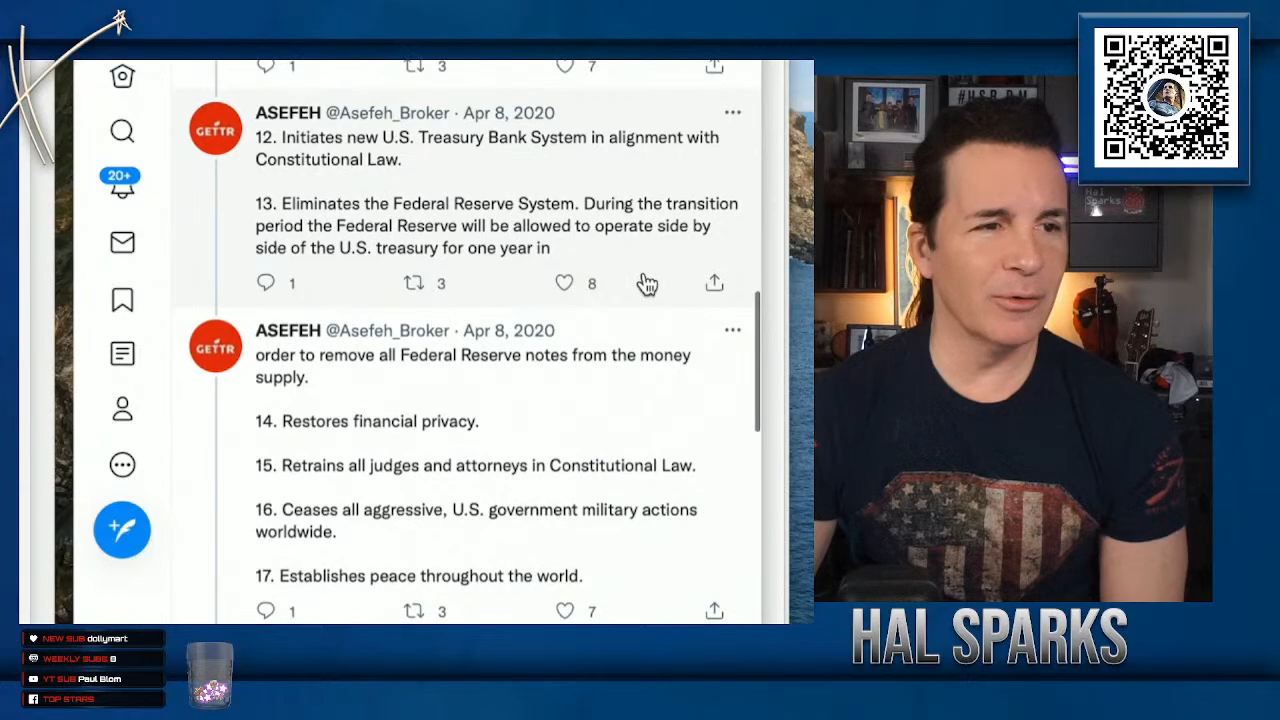 1 3 7
GETTR
ASEFEH @Asefeh_Broker · Apr 8, 2020
12. Initiates new U.S. Treasury Bank System in alignment with
Constitutional Law.
13. Eliminates the Federal Reserve System. During the transition
period the Federal Reserve will be allowed to operate side by
side of the U.S. treasury for one year in
1 3 8
GETTR
ASEFEH @Asefeh_Broker · Apr 8, 2020
order to remove all Federal Reserve notes from the money
supply.
14. Restores financial privacy.
15. Retrains all judges and attorneys in Constitutional Law.
16. Ceases all aggressive, U.S. government military actions
worldwide.
17. Establishes peace throughout the world.
1 3 7
20+
Hal
Sparks
HAL SPARKS
NEW SUB dollymart
WEEKLY SUBS 0
YT SUB Paul Blom
TOP STARS